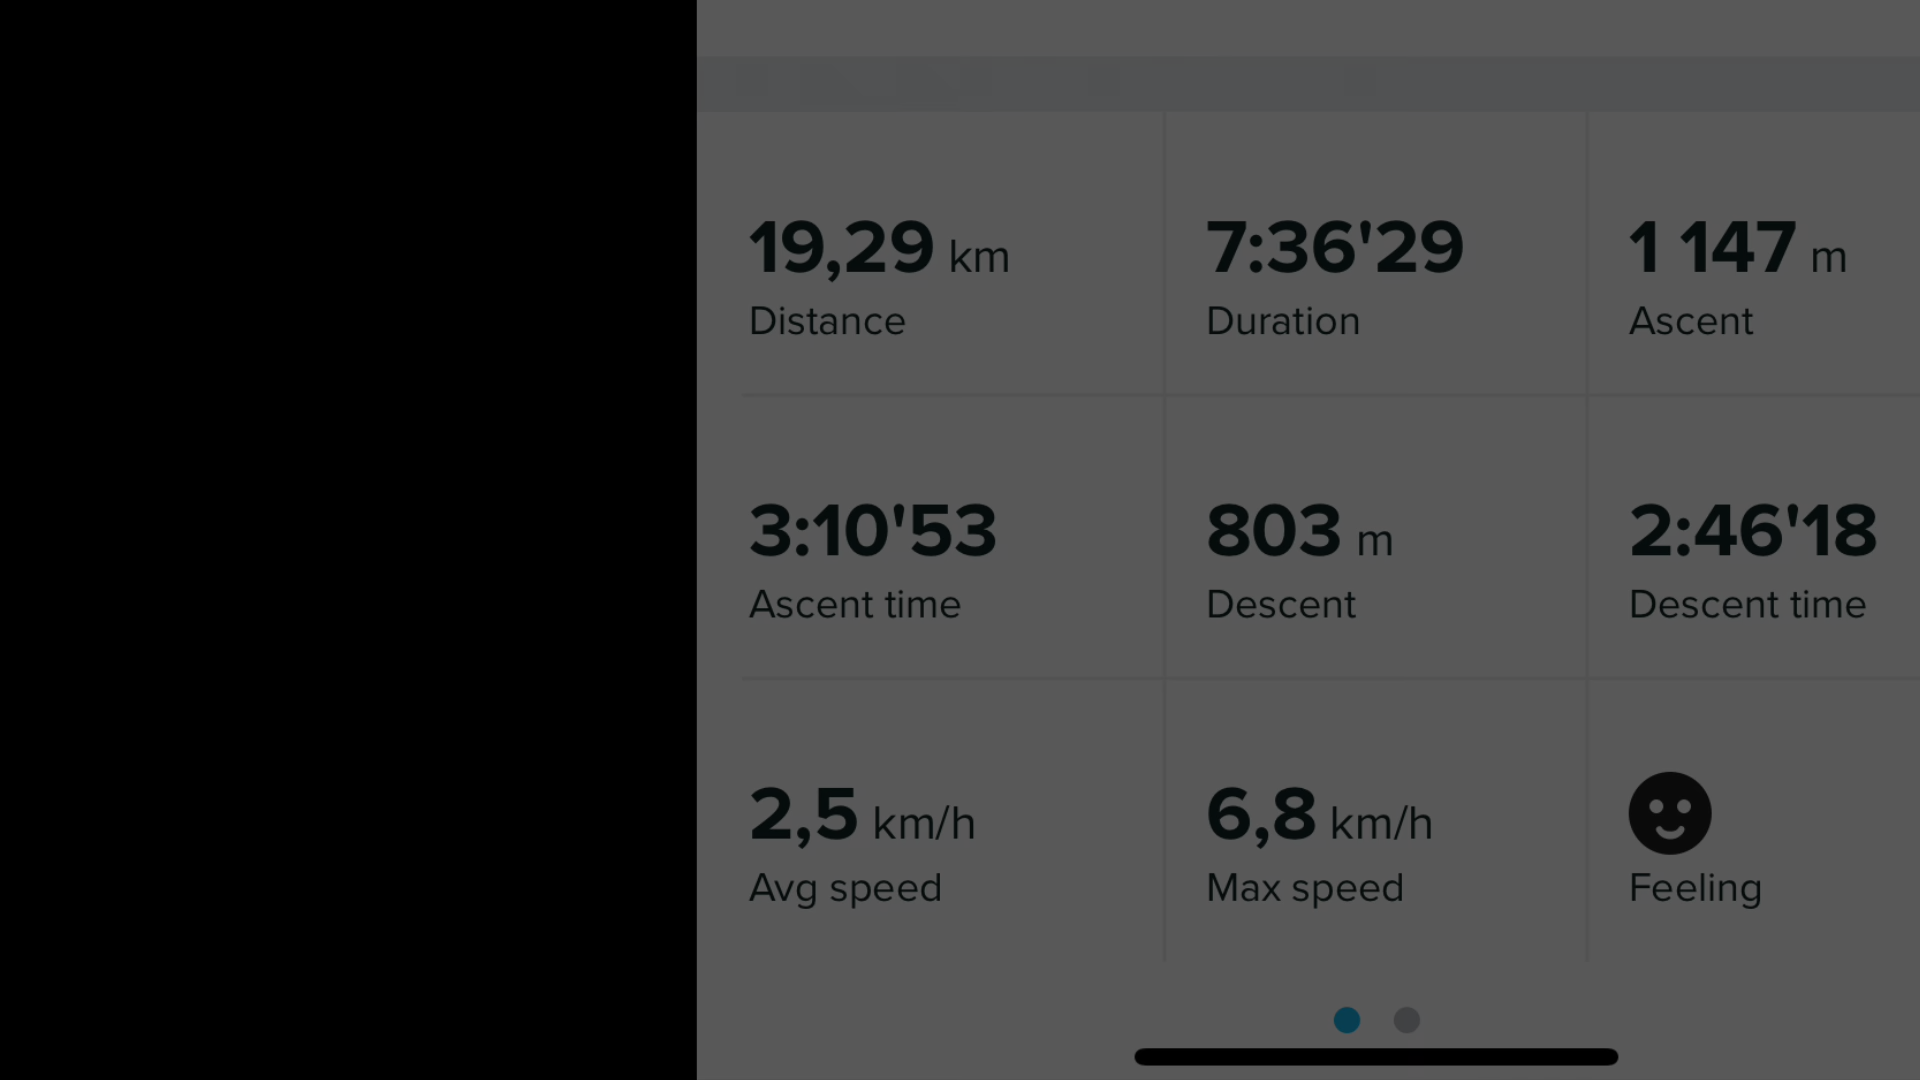 19,29 km
Distance
7:36'29
Duration
1 147 m
Ascent
3:10'53
Ascent time
803 m
Descent
2:46'18
Descent time
2,5 km/h
Avg speed
6,8 km/h
Max speed
Feeling